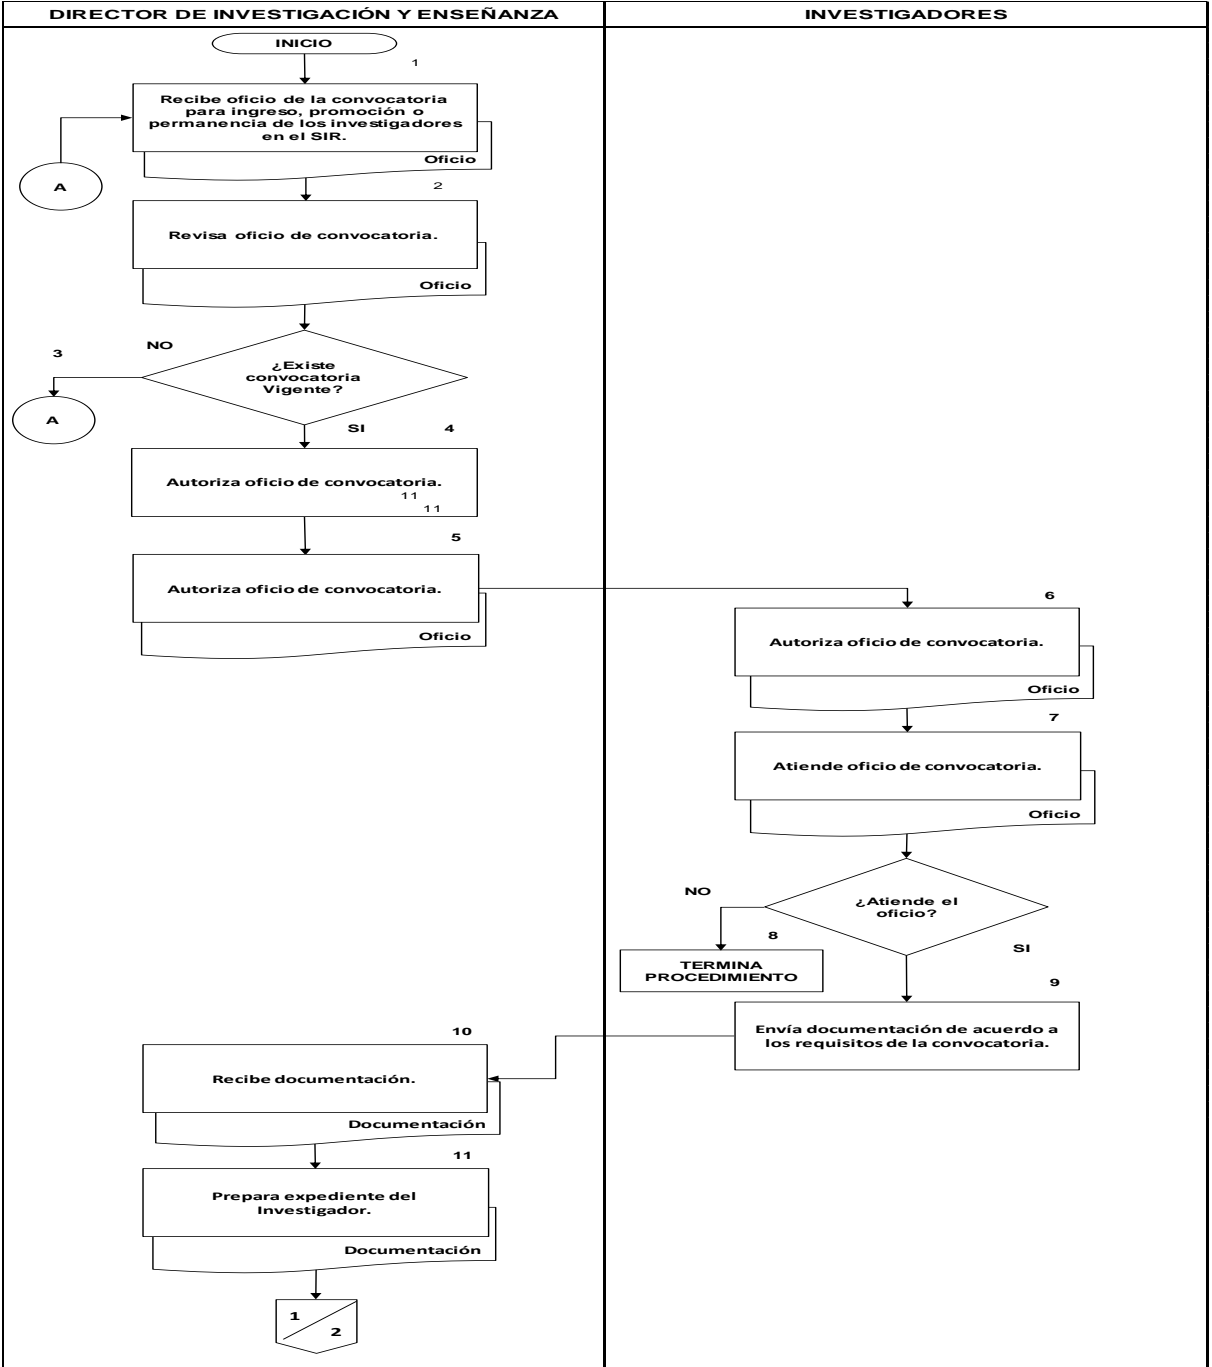 DIRECTOR DE INVESTIGACIÓN Y ENSEÑANZA
INVESTIGADORES
INICIO
1
Recibe oficio de la convocatoria
para ingreso, promoción o
permanencia de los investigadores
en el SIR.
Oficio
A
2
Revisa oficio de convocatoria.
Oficio
3
NO
¿Existe
convocatoria
Vigente?
A
SI
4
Autoriza oficio de convocatoria.
11
11
5
Autoriza oficio de convocatoria.
Oficio
6
Autoriza oficio de convocatoria.
Oficio
7
Atiende oficio de convocatoria.
Oficio
NO
¿Atiende el
oficio?
8
SI
TERMINA
PROCEDIMIENTO
9
Envía documentación de acuerdo a
los requisitos de la convocatoria.
10
Recibe documentación.
Documentación
11
Prepara expediente del
Investigador.
Documentación
1
2